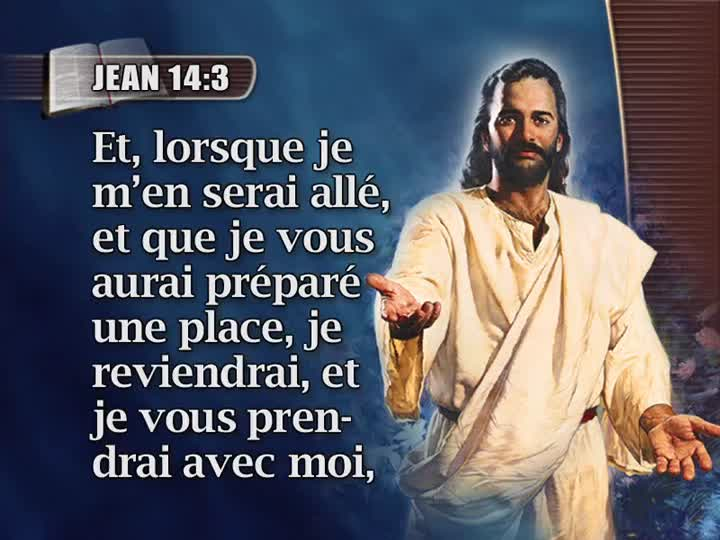 JEAN 14:3
Et, lorsque je
m'en serai allé,
et que je vous
aurai préparé
une place, je
reviendrai, et
je vous pren-
drai avec moi,